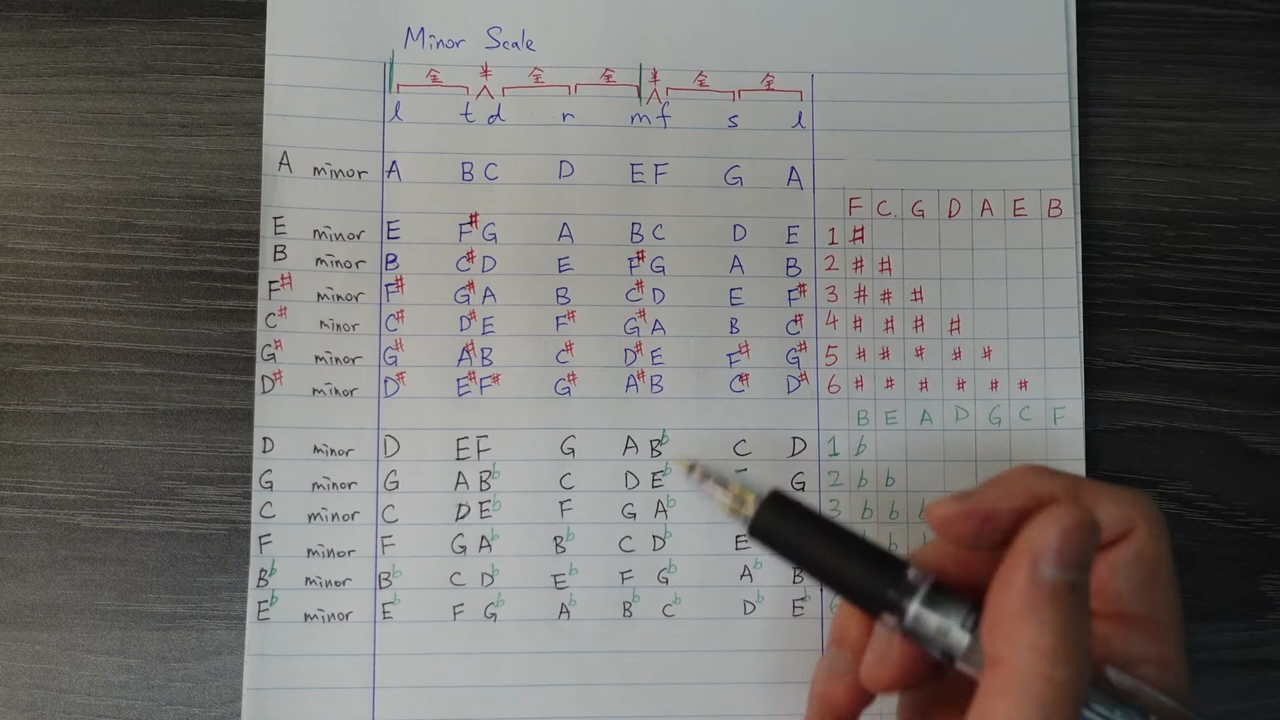 Minor Scale
全 半 全 全 半 全 全
l t d r m f s l
A minor A B C D E F G A
F C. G D A E B
E minor E F# G A B C D E 1 #
B minor B C# D E F# G A B 2 # #
F# minor F# G# A B C# D E F# 3 # # #
C# minor C# D# E F# G# A B C# 4 # # # #
G# minor G# A# B C# D# E F# G# 5 # # # # #
D# minor D# E# F# G# A# B C# D# 6 # # # # # #
B E A D G C F
D minor D E F G A B♭ C D 1 ♭
G minor G A B♭ C D E♭ G 2 ♭ ♭
C minor C D E♭ F G A♭ 3 ♭ ♭ ♭
F minor F G A♭ B♭ C D♭ E
B♭ minor B♭ C D♭ E♭ F G♭ A♭ B
E♭ minor E♭ F G♭ A♭ B♭ C♭ D♭ E♭